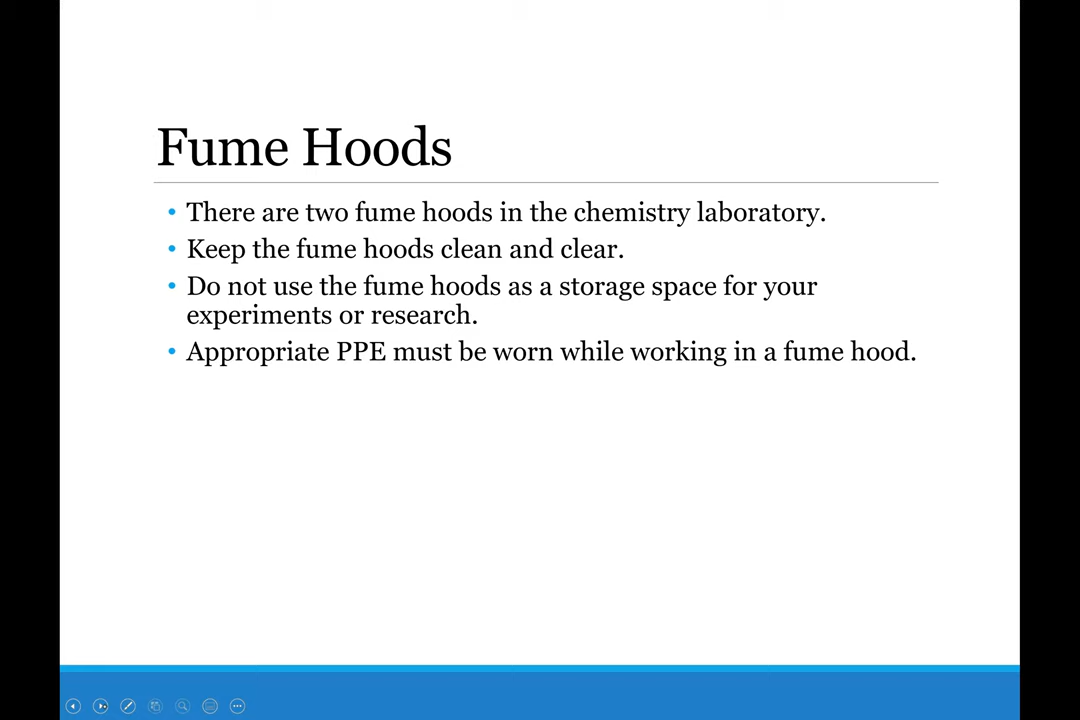 Fume Hoods
• There are two fume hoods in the chemistry laboratory.
• Keep the fume hoods clean and clear.
• Do not use the fume hoods as a storage space for your
experiments or research.
• Appropriate PPE must be worn while working in a fume hood.